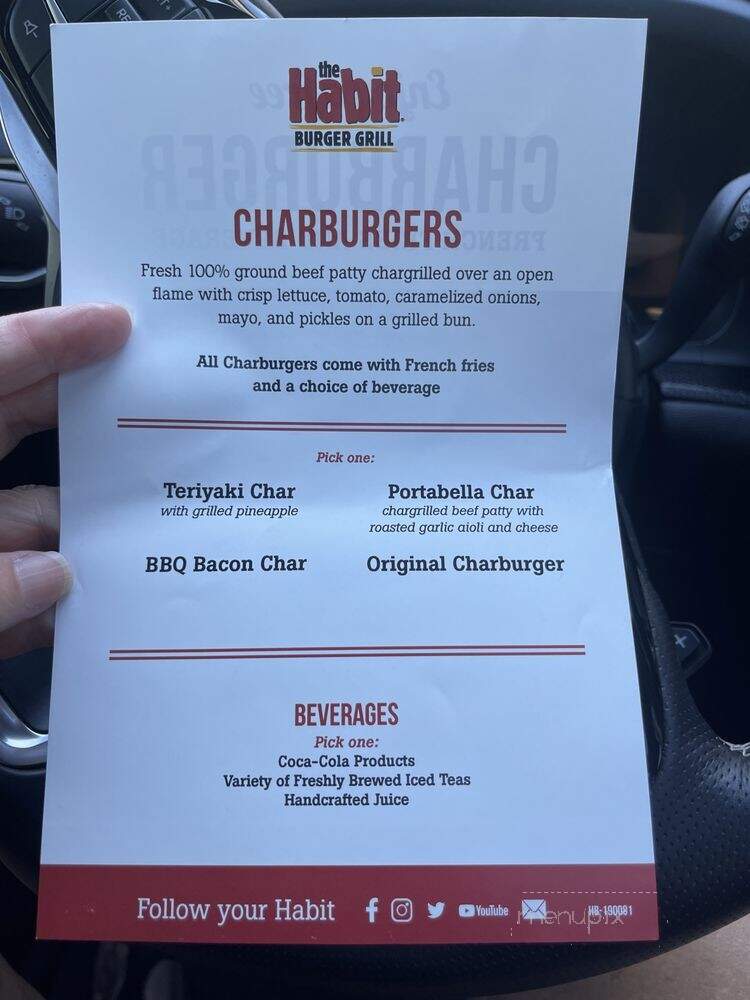 the
Habit
BURGER GRILL
CHARBURGERS
Fresh 100% ground beef patty chargrilled over an open
flame with crisp lettuce, tomato, caramelized onions,
mayo, and pickles on a grilled bun.
All Charburgers come with French fries
and a choice of beverage
Pick one:
Teriyaki Char
with grilled pineapple
Portabella Char
chargrilled beef patty with
roasted garlic aioli and cheese
BBQ Bacon Char
Original Charburger
BEVERAGES
Pick one:
Coca-Cola Products
Variety of Freshly Brewed Iced Teas
Handcrafted Juice
Follow your Habit
YouTube
menupix
HB-190081